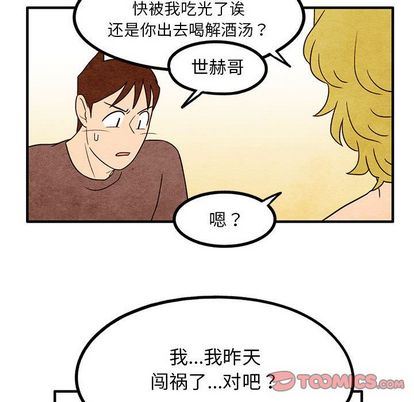 快被我吃光了诶
还是你出去喝解酒汤？
世赫哥
嗯？
我...我昨天
闯祸了...对吧？
TOOMICS.COM